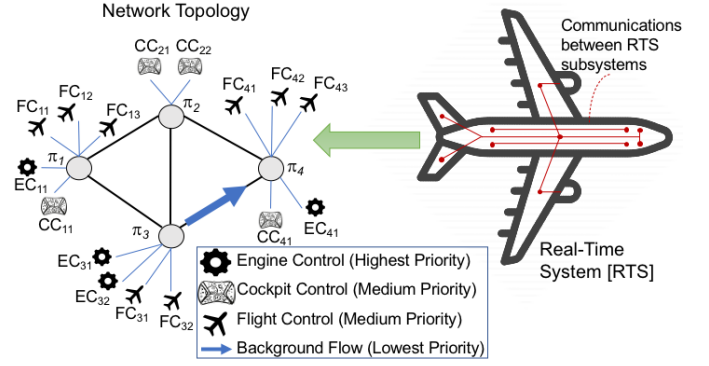 Network Topology
Communications
between RTS
subsystems
CC₂₁ CC₂₂
FC₁₁ FC₁₂ FC₁₃
FC₄₁ FC₄₂ FC₄₃
π₂
π₁
π₄
EC₁₁
CC₁₁
π₃
CC₄₁ EC₄₁
EC₃₁
EC₃₂
FC₃₁ FC₃₂
Engine Control (Highest Priority)
Cockpit Control (Medium Priority)
Flight Control (Medium Priority)
Background Flow (Lowest Priority)
Real-Time
System [RTS]